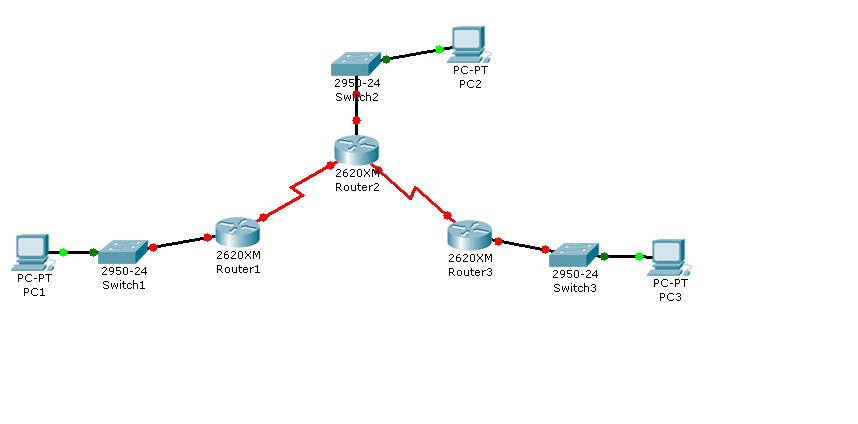 PC-PT
PC2
2950-24
Switch2
2620XM
Router2
2620XM
Router1
2620XM
Router3
PC-PT
PC1
2950-24
Switch1
2950-24
Switch3
PC-PT
PC3